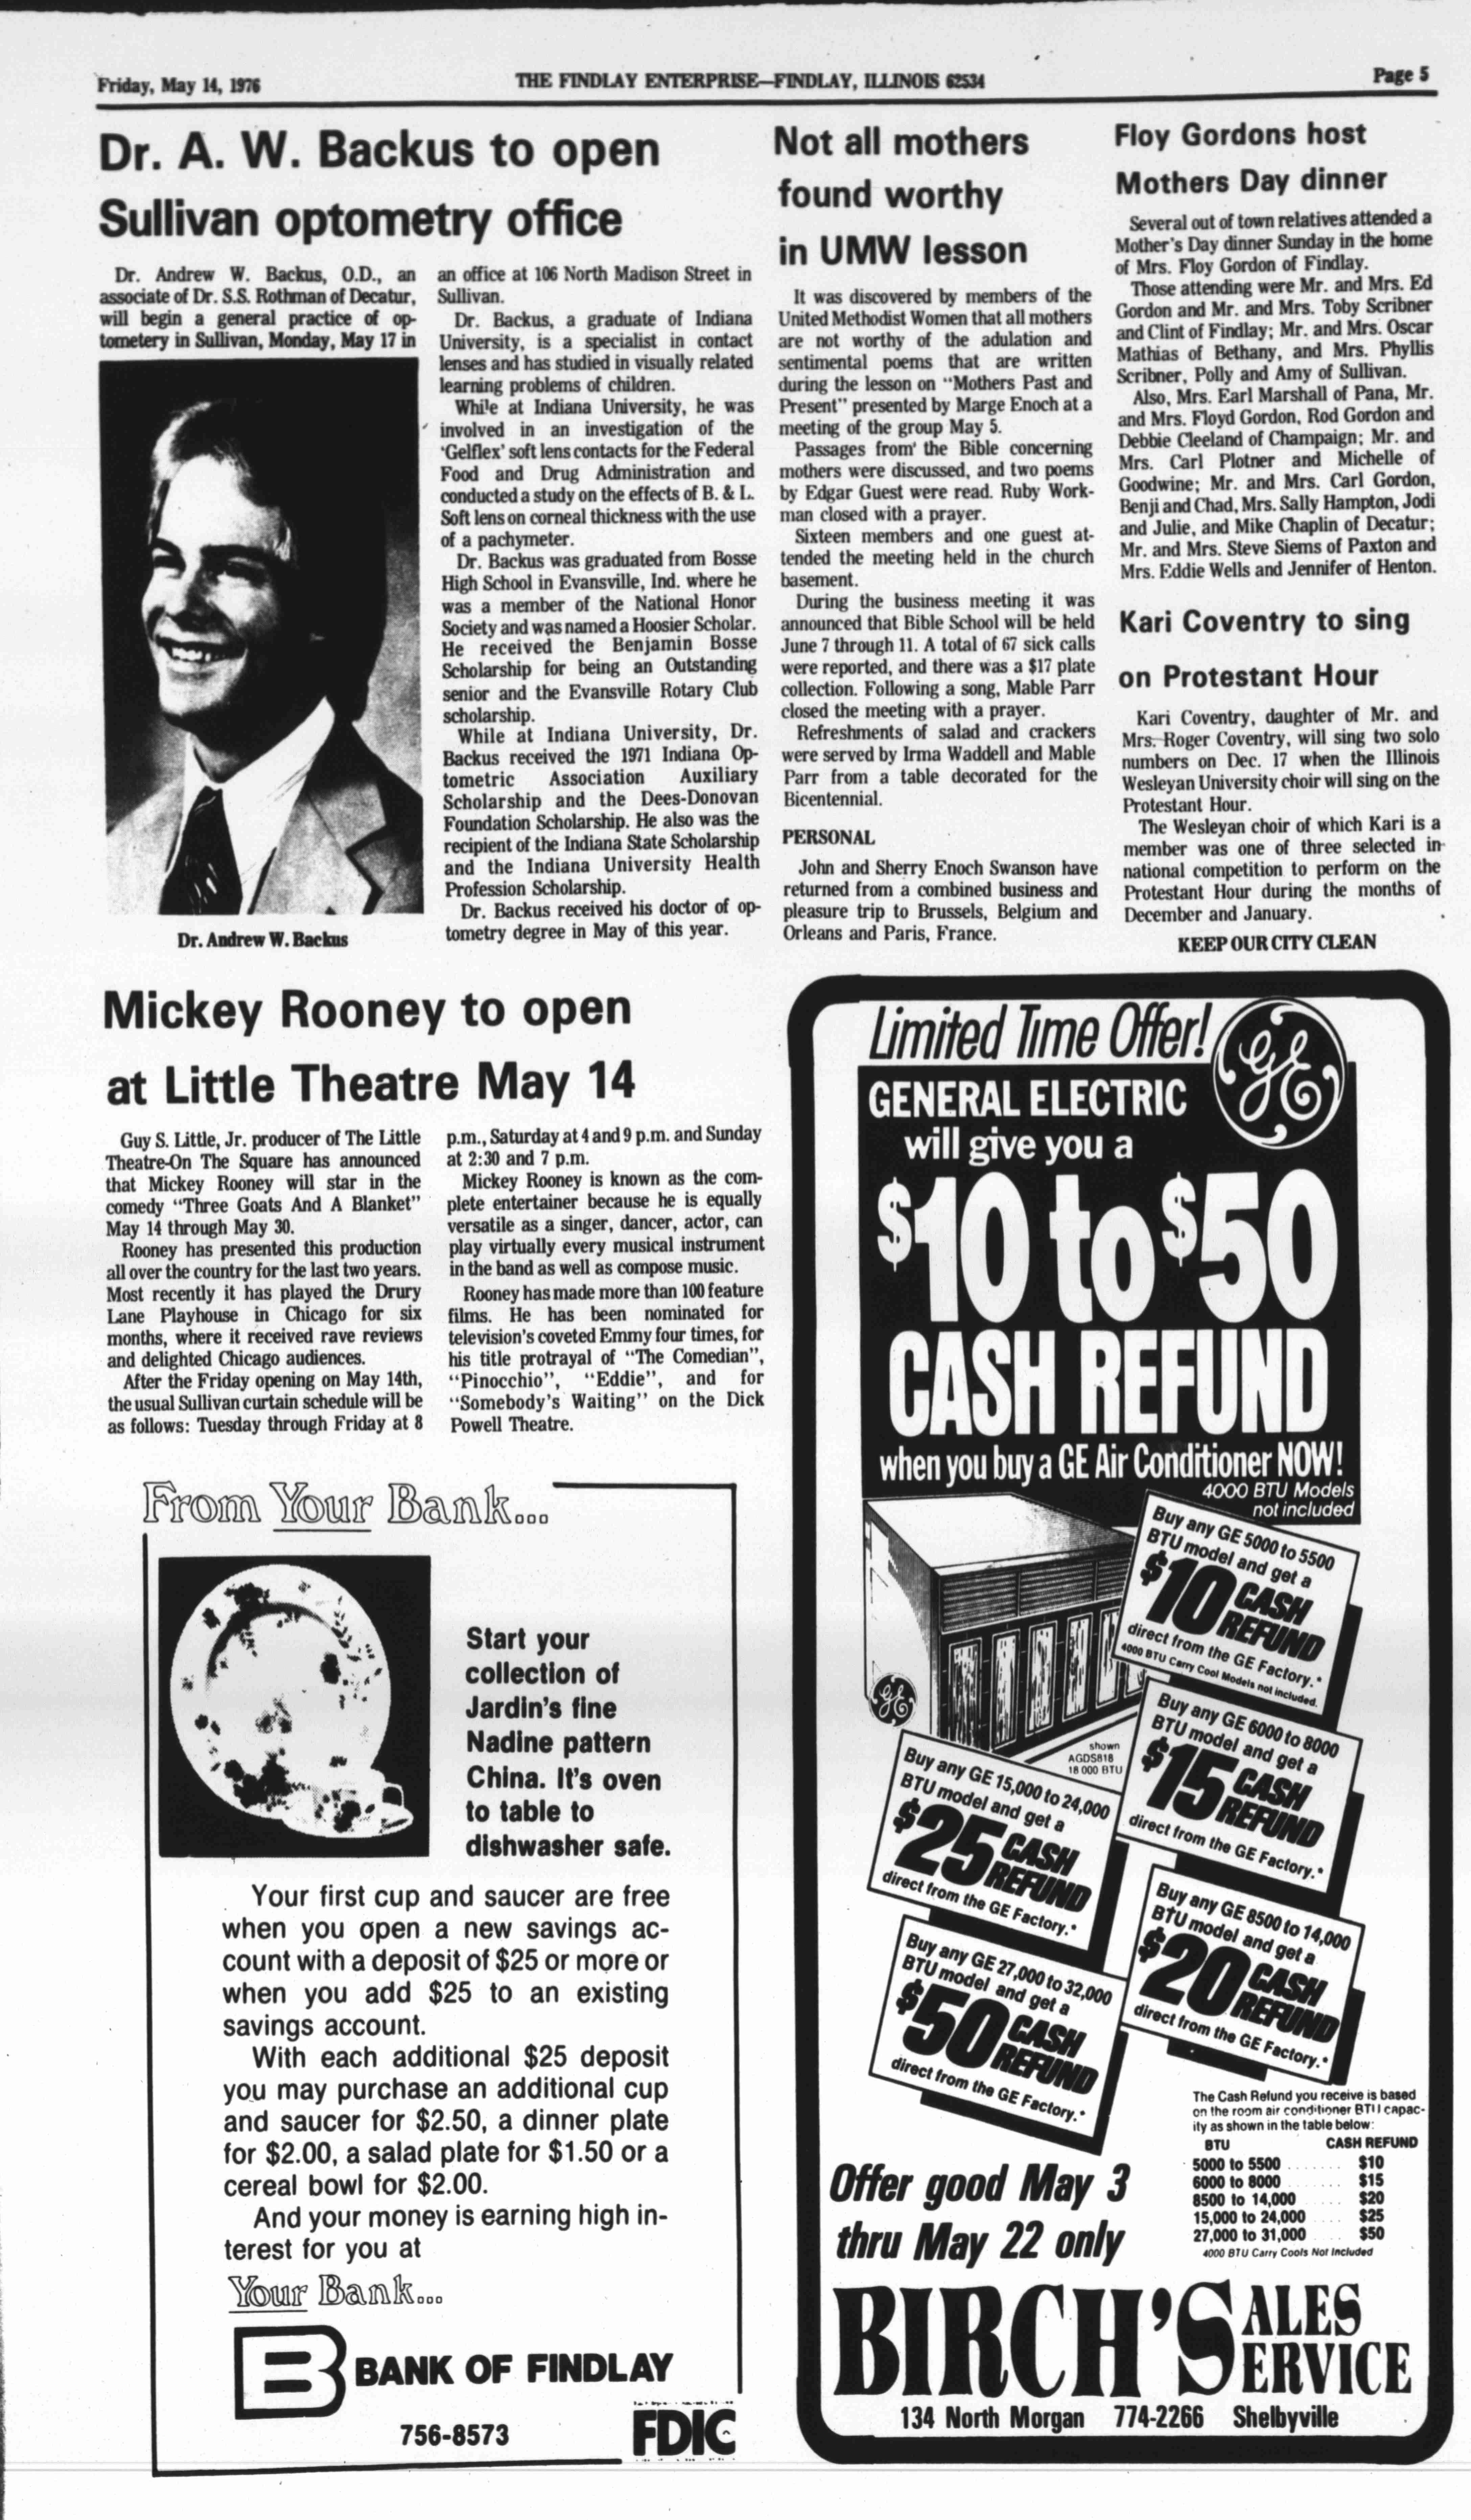 Friday, May 14, 1976
THE FINDLAY ENTERPRISE—FINDLAY, ILLINOIS 62534
Page 5
Dr. A. W. Backus to open
Sullivan optometry office
Dr. Andrew W. Backus, O.D., an
associate of Dr. S.S. Rothman of Decatur,
will begin a general practice of op-
tometery in Sullivan, Monday, May 17 in
Dr. Andrew W. Backus
an office at 106 North Madison Street in
Sullivan.
Dr. Backus, a graduate of Indiana
University, is a specialist in contact
lenses and has studied in visually related
learning problems of children.
While at Indiana University, he was
involved in an investigation of the
‘Gelflex’ soft lens contacts for the Federal
Food and Drug Administration and
conducted a study on the effects of B. & L.
Soft lens on corneal thickness with the use
of a pachymeter.
Dr. Backus was graduated from Bosse
High School in Evansville, Ind. where he
was a member of the National Honor
Society and was named a Hoosier Scholar.
He received the Benjamin Bosse
Scholarship for being an Outstanding
senior and the Evansville Rotary Club
scholarship.
While at Indiana University, Dr.
Backus received the 1971 Indiana Op-
tometric Association Auxiliary
Scholarship and the Dees-Donovan
Foundation Scholarship. He also was the
recipient of the Indiana State Scholarship
and the Indiana University Health
Profession Scholarship.
Dr. Backus received his doctor of op-
tometry degree in May of this year.
Not all mothers
found worthy
in UMW lesson
It was discovered by members of the
United Methodist Women that all mothers
are not worthy of the adulation and
sentimental poems that are written
during the lesson on “Mothers Past and
Present” presented by Marge Enoch at a
meeting of the group May 5.
Passages from the Bible concerning
mothers were discussed, and two poems
by Edgar Guest were read. Ruby Work-
man closed with a prayer.
Sixteen members and one guest at-
tended the meeting held in the church
basement.
During the business meeting it was
announced that Bible School will be held
June 7 through 11. A total of 67 sick calls
were reported, and there was a $17 plate
collection. Following a song, Mable Parr
closed the meeting with a prayer.
Refreshments of salad and crackers
were served by Irma Waddell and Mable
Parr from a table decorated for the
Bicentennial.
PERSONAL
John and Sherry Enoch Swanson have
returned from a combined business and
pleasure trip to Brussels, Belgium and
Orleans and Paris, France.
Floy Gordons host
Mothers Day dinner
Several out of town relatives attended a
Mother's Day dinner Sunday in the home
of Mrs. Floy Gordon of Findlay.
Those attending were Mr. and Mrs. Ed
Gordon and Mr. and Mrs. Toby Scribner
and Clint of Findlay; Mr. and Mrs. Oscar
Mathias of Bethany, and Mrs. Phyllis
Scribner, Polly and Amy of Sullivan.
Also, Mrs. Earl Marshall of Pana, Mr.
and Mrs. Floyd Gordon, Rod Gordon and
Debbie Cleeland of Champaign; Mr. and
Mrs. Carl Plotner and Michelle of
Goodwine; Mr. and Mrs. Carl Gordon,
Benji and Chad, Mrs. Sally Hampton, Jodi
and Julie, and Mike Chaplin of Decatur;
Mr. and Mrs. Steve Siems of Paxton and
Mrs. Eddie Wells and Jennifer of Henton.
Kari Coventry to sing
on Protestant Hour
Kari Coventry, daughter of Mr. and
Mrs. Roger Coventry, will sing two solo
numbers on Dec. 17 when the Illinois
Wesleyan University choir will sing on the
Protestant Hour.
The Wesleyan choir of which Kari is a
member was one of three selected in
national competition to perform on the
Protestant Hour during the months of
December and January.
KEEP OUR CITY CLEAN
Mickey Rooney to open
at Little Theatre May 14
Guy S. Little, Jr. producer of The Little
Theatre-On The Square has announced
that Mickey Rooney will star in the
comedy “Three Goats And A Blanket”
May 14 through May 30.
Rooney has presented this production
all over the country for the last two years.
Most recently it has played the Drury
Lane Playhouse in Chicago for six
months, where it received rave reviews
and delighted Chicago audiences.
After the Friday opening on May 14th,
the usual Sullivan curtain schedule will be
as follows: Tuesday through Friday at 8
p.m., Saturday at 4 and 9 p.m. and Sunday
at 2:30 and 7 p.m.
Mickey Rooney is known as the com-
plete entertainer because he is equally
versatile as a singer, dancer, actor, can
play virtually every musical instrument
in the band as well as compose music.
Rooney has made more than 100 feature
films. He has been nominated for
television's coveted Emmy four times, for
his title protrayal of “The Comedian”,
“Pinocchio”, “Eddie”, and for
“Somebody's Waiting” on the Dick
Powell Theatre.
From Your Bank...
Start your
collection of
Jardin's fine
Nadine pattern
China. It's oven
to table to
dishwasher safe.
Your first cup and saucer are free
when you open a new savings ac-
count with a deposit of $25 or more or
when you add $25 to an existing
savings account.
With each additional $25 deposit
you may purchase an additional cup
and saucer for $2.50, a dinner plate
for $2.00, a salad plate for $1.50 or a
cereal bowl for $2.00.
And your money is earning high in-
terest for you at
Your Bank...
B BANK OF FINDLAY
756-8573
FDIC
Limited Time Offer!
GE
GENERAL ELECTRIC
will give you a
$10 to $50
CASH REFUND
when you buy a GE Air Conditioner NOW!
4000 BTU Models
not included
GE
shown
AGDS818
18 000 BTU
Buy any GE 5000 to 5500
BTU model and get a
$10 CASH
REFUND
direct from the GE Factory.*
4000 BTU Carry Cool Models not included.
Buy any GE 6000 to 8000
BTU model and get a
$15 CASH
REFUND
direct from the GE Factory.*
Buy any GE 15,000 to 24,000
BTU model and get a
$25 CASH
REFUND
direct from the GE Factory.*
Buy any GE 8500 to 14,000
BTU model and get a
$20 CASH
REFUND
direct from the GE Factory.*
Buy any GE 27,000 to 32,000
BTU model and get a
$50 CASH
REFUND
direct from the GE Factory.*
The Cash Refund you receive is based
on the room air conditioner BTU capac-
ity as shown in the table below:
BTU CASH REFUND
5000 to 5500 ........ $10
6000 to 8000 ........ $15
8500 to 14,000 ..... $20
15,000 to 24,000 .... $25
27,000 to 31,000 .... $50
4000 BTU Carry Cools Not Included
Offer good May 3
thru May 22 only
BIRCH'S SALES
SERVICE
134 North Morgan 774-2266 Shelbyville